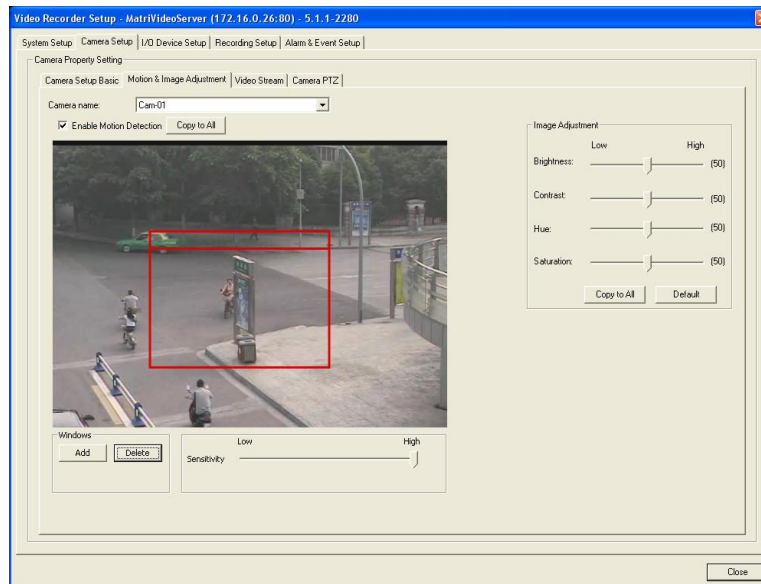 Video Recorder Setup - MatriVideoServer (172.16.0.26:80) - 5.1.1-2280
System Setup Camera Setup I/O Device Setup Recording Setup Alarm & Event Setup
Camera Property Setting
Camera Setup Basic Motion & Image Adjustment Video Stream Camera PTZ
Camera name: Cam-01
Enable Motion Detection Copy to All
Image Adjustment
Low High
Brightness: (50)
Contrast: (50)
Hue: (50)
Saturation: (50)
Copy to All Default
Windows
Add Delete
Low High
Sensitivity
Close